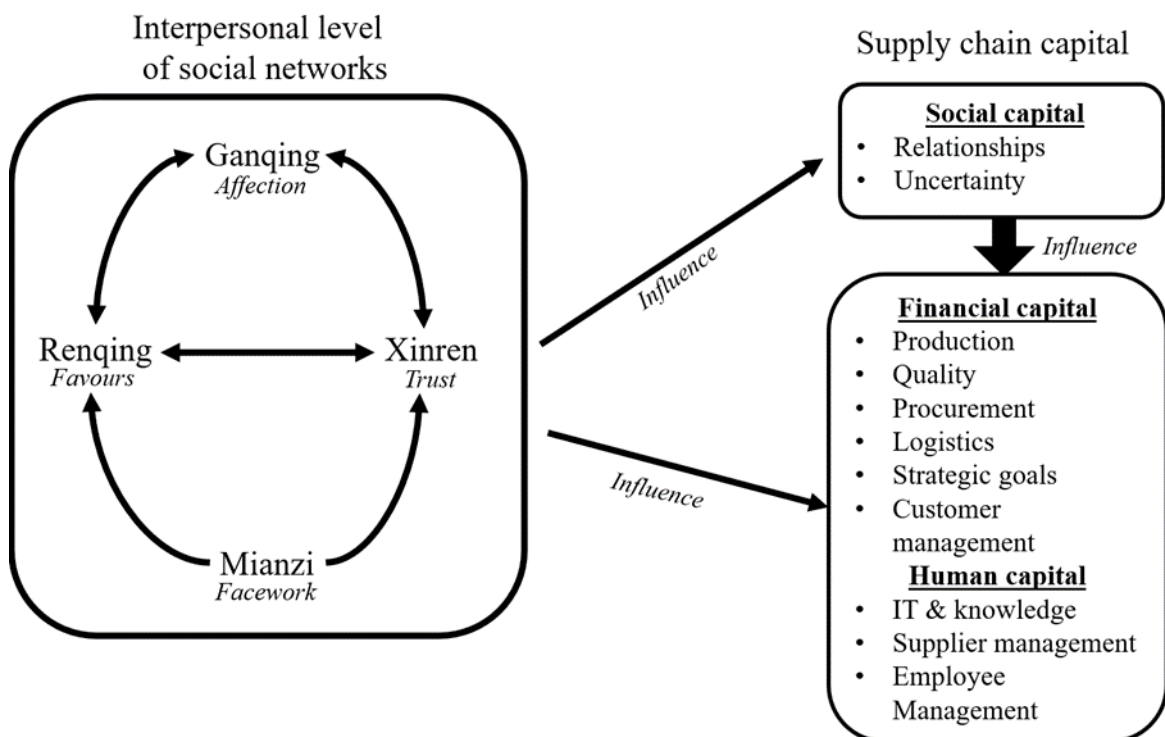 Interpersonal level
of social networks
Ganqing
Affection
Renqing
Favours
Xinren
Trust
Mianzi
Facework
Influence
Influence
Supply chain capital
Social capital
• Relationships
• Uncertainty
Influence
Financial capital
• Production
• Quality
• Procurement
• Logistics
• Strategic goals
• Customer
management
Human capital
• IT & knowledge
• Supplier management
• Employee
Management